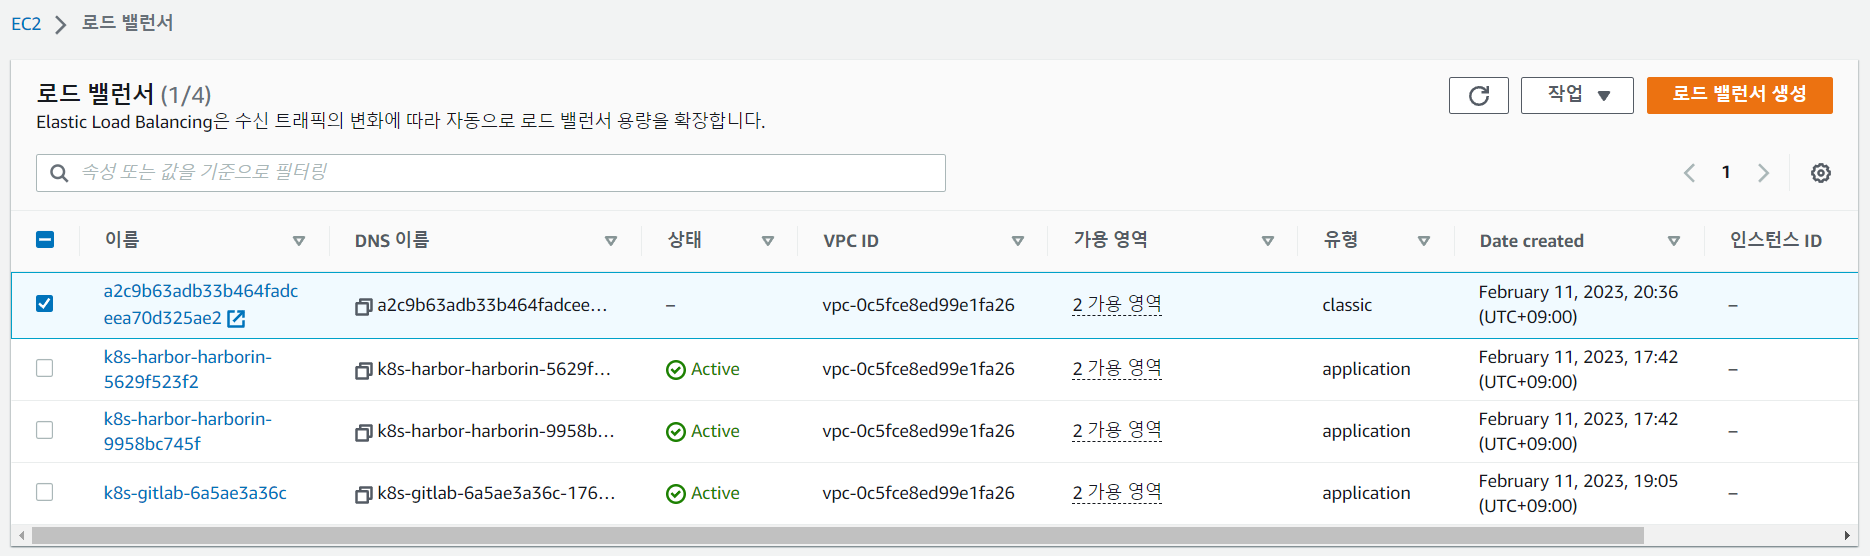 EC2 > 로드 밸런서
로드 밸런서 (1/4)
작업
로드 밸런서 생성
Elastic Load Balancing은 수신 트래픽의 변화에 따라 자동으로 로드 밸런서 용량을 확장합니다.
속성 또는 값을 기준으로 필터링
1
이름 DNS 이름 상태 VPC ID 가용 영역 유형 Date created 인스턴스 ID
a2c9b63adb33b464fadc
eea70d325ae2
a2c9b63adb33b464fadcee... – vpc-0c5fce8ed99e1fa26 2 가용 영역 classic
February 11, 2023, 20:36
(UTC+09:00)
–
k8s-harbor-harborin-
5629f523f2
k8s-harbor-harborin-5629f... Active vpc-0c5fce8ed99e1fa26 2 가용 영역 application
February 11, 2023, 17:42
(UTC+09:00)
–
k8s-harbor-harborin-
9958bc745f
k8s-harbor-harborin-9958b... Active vpc-0c5fce8ed99e1fa26 2 가용 영역 application
February 11, 2023, 17:42
(UTC+09:00)
–
k8s-gitlab-6a5ae3a36c
k8s-gitlab-6a5ae3a36c-176... Active vpc-0c5fce8ed99e1fa26 2 가용 영역 application
February 11, 2023, 19:05
(UTC+09:00)
–